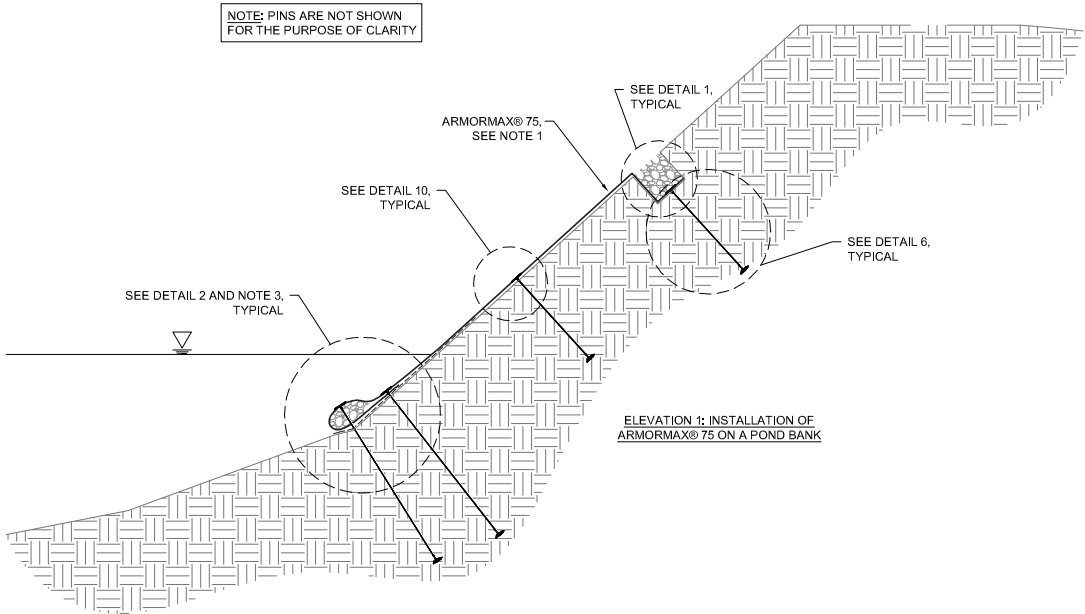 NOTE: PINS ARE NOT SHOWN
FOR THE PURPOSE OF CLARITY
SEE DETAIL 1,
TYPICAL
ARMORMAX® 75,
SEE NOTE 1
SEE DETAIL 10,
TYPICAL
SEE DETAIL 6,
TYPICAL
SEE DETAIL 2 AND NOTE 3,
TYPICAL
ELEVATION 1: INSTALLATION OF
ARMORMAX® 75 ON A POND BANK